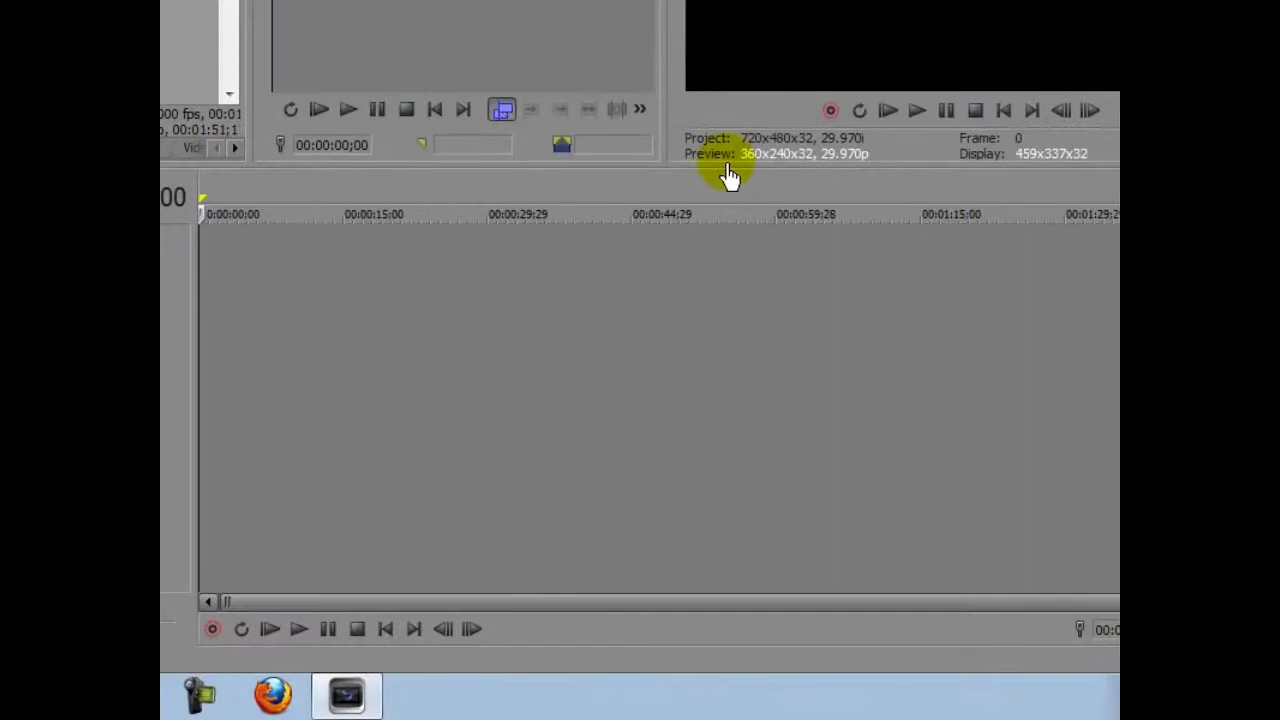 000 fps, 00:01
, 00:01:51;1
Vid
00:00:00;00
Project: 720x480x32, 29.970i
Preview: 360x240x32, 29.970p
Frame: 0
Display: 459x337x32
00
0:00:00;00 00:00:15:00 00:00:29:29 00:00:44:29 00:00:59:28 00:01:15:00 00:01:29:2
00:0